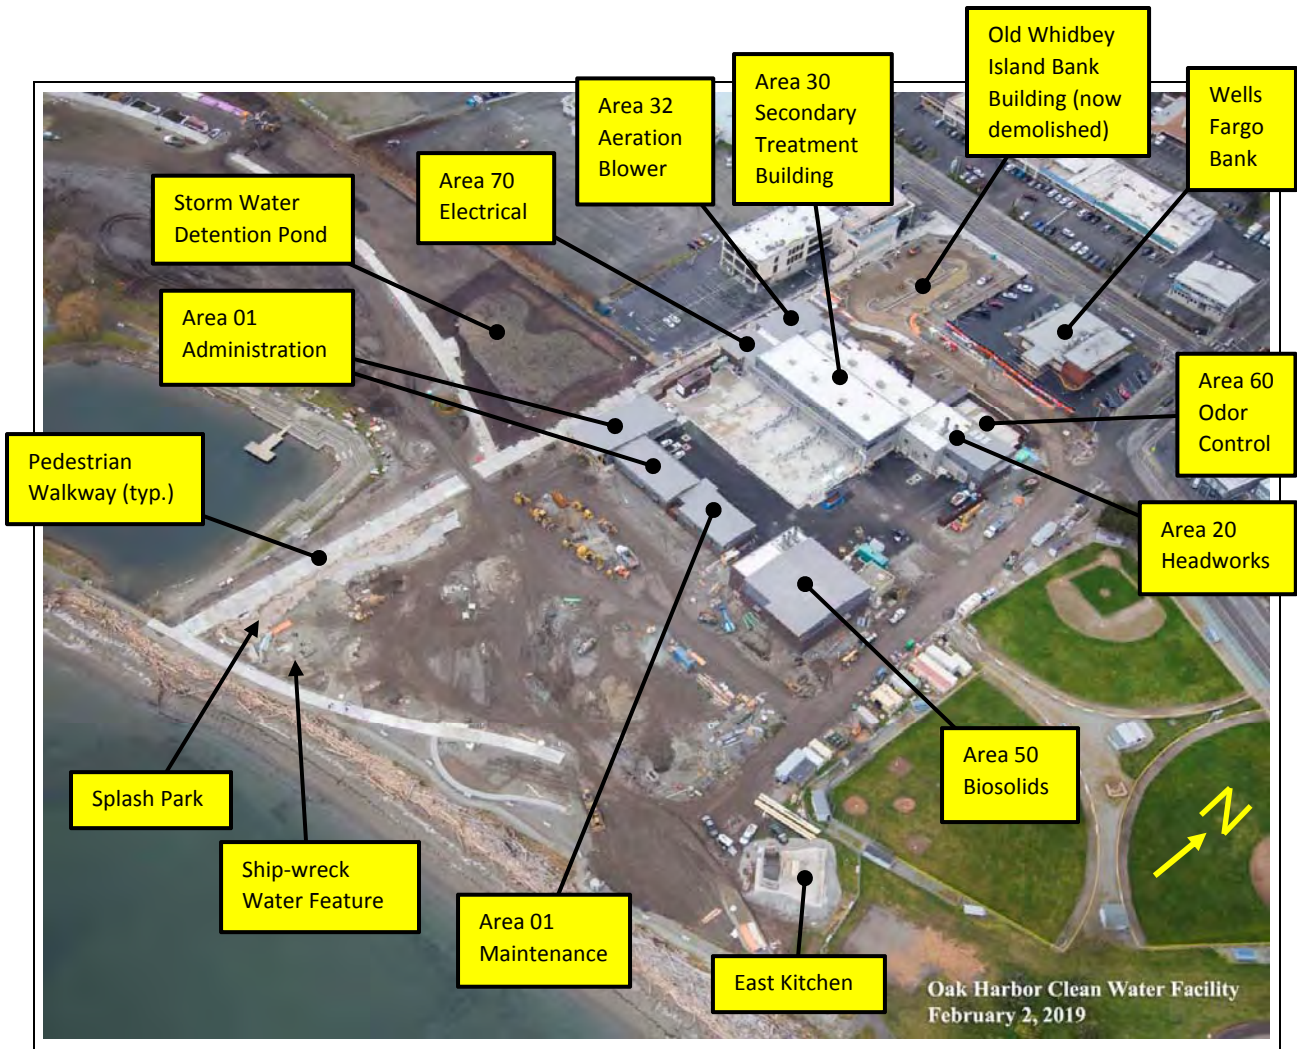 Old Whidbey
Island Bank
Building (now
demolished)
Area 30
Secondary
Treatment
Building
Wells
Fargo
Bank
Area 32
Aeration
Blower
Area 70
Electrical
Storm Water
Detention Pond
Area 01
Administration
Area 60
Odor
Control
Pedestrian
Walkway (typ.)
Area 20
Headworks
Area 50
Biosolids
Splash Park
N
Ship-wreck
Water Feature
Area 01
Maintenance
East Kitchen
Oak Harbor Clean Water Facility
February 2, 2019